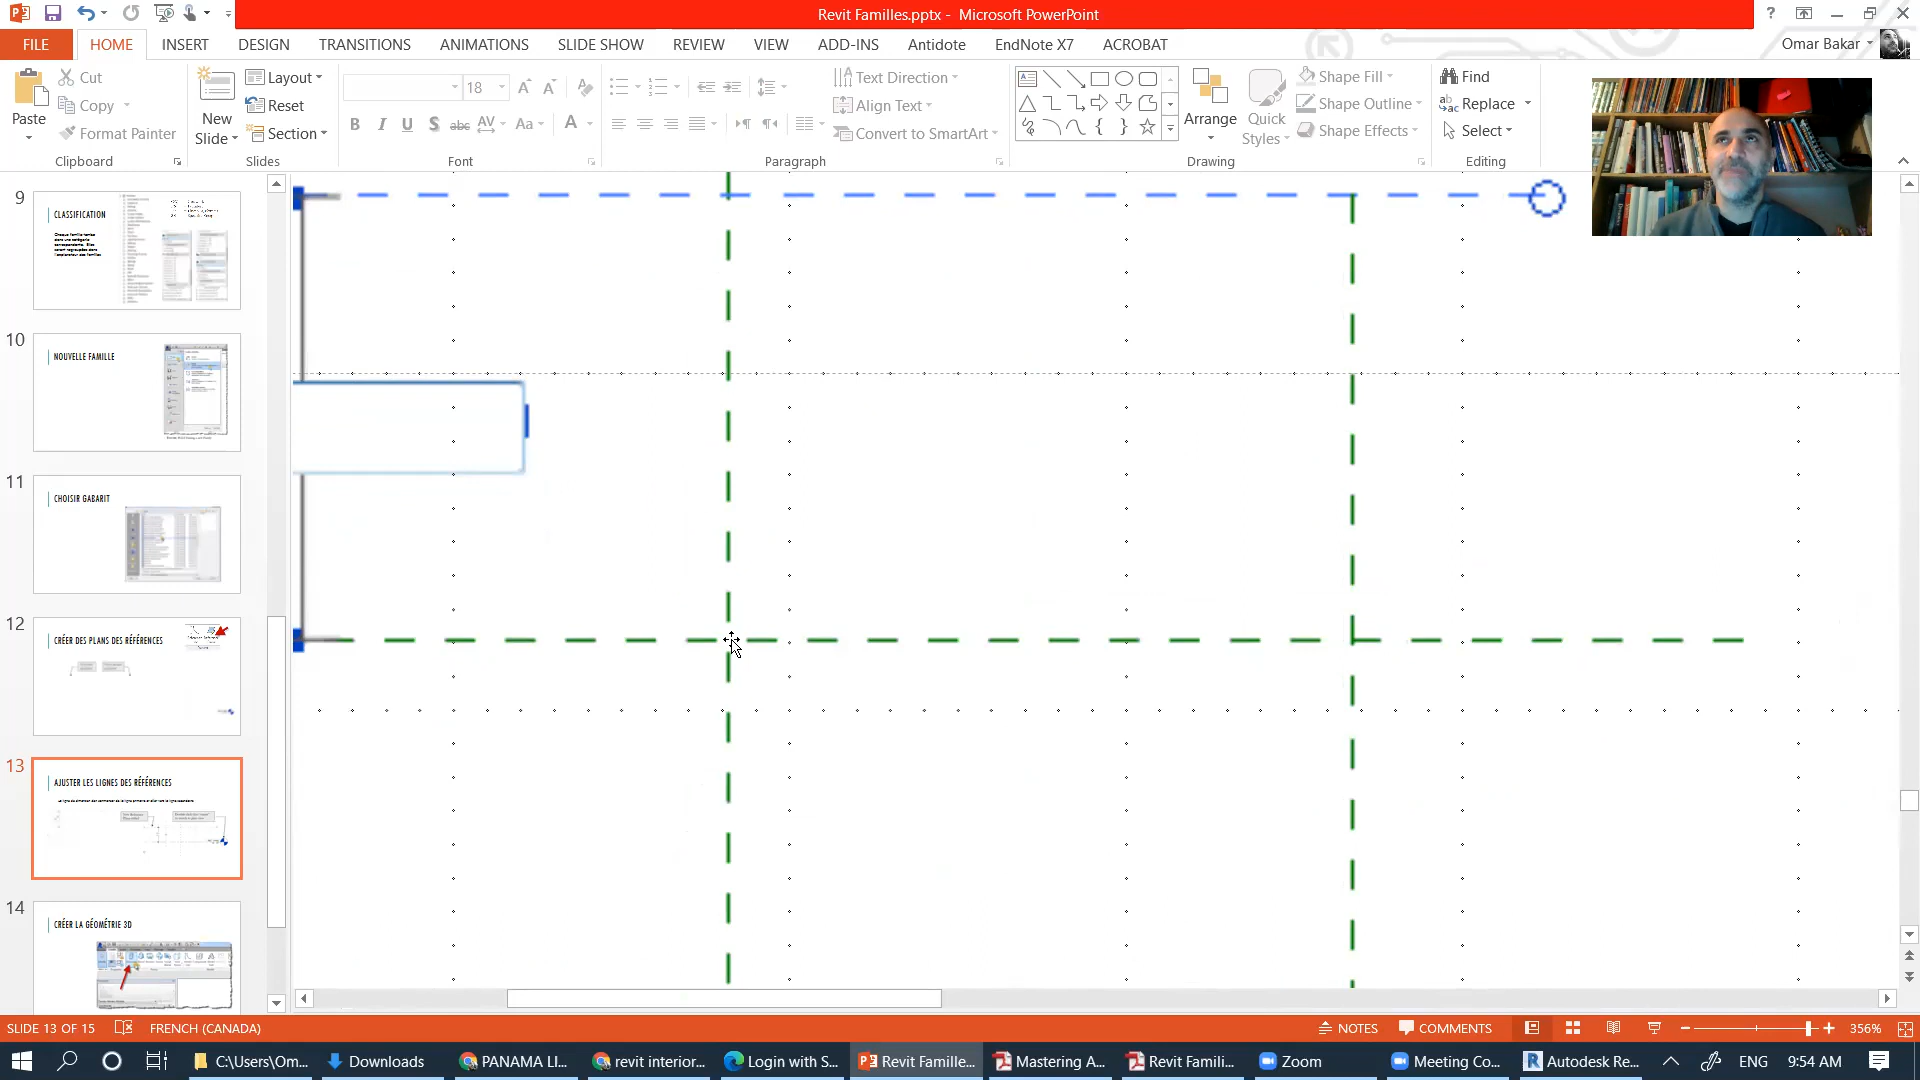 Revit Familles.pptx - Microsoft PowerPoint
FILE HOME INSERT DESIGN TRANSITIONS ANIMATIONS SLIDE SHOW REVIEW VIEW ADD-INS Antidote EndNote X7 ACROBAT Omar Bakar
Paste
Cut
Copy
Format Painter
Clipboard
New Slide
Layout
Reset
Section
Slides
18
Font
Text Direction
Align Text
Convert to SmartArt
Paragraph
Arrange
Quick Styles
Shape Fill
Shape Outline
Shape Effects
Drawing
Find
Replace
Select
Editing
9
CLASSIFICATION
10
NOUVELLE FAMILLE
11
CHOISIR GABARIT
12
CRÉER DES PLANS DES RÉFÉRENCES
13
AJUSTER LES LIGNES DES RÉFÉRENCES
14
CRÉER LA GÉOMÉTRIE 3D
SLIDE 13 OF 15 FRENCH (CANADA) NOTES COMMENTS 356%
C:\Users\Om... Downloads PANAMA LI... revit interior... Login with S... Revit Famille... Mastering A... Revit Famili... Zoom Meeting Co... Autodesk Re... ENG 9:54 AM